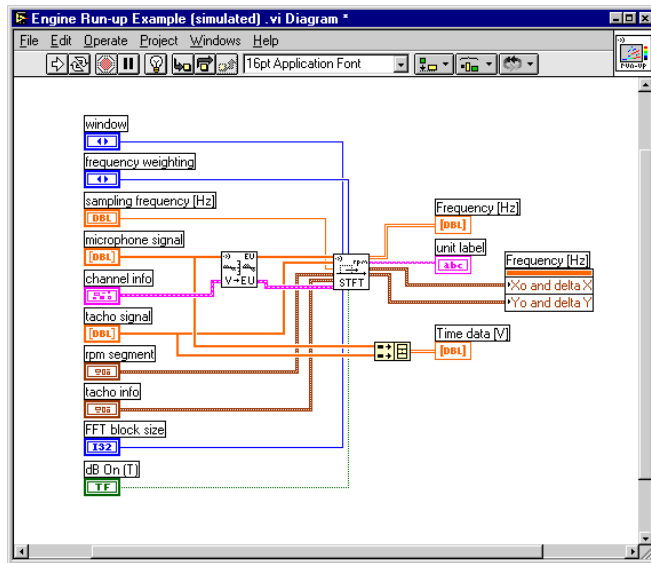 Engine Run-up Example (simulated) .vi Diagram *
File Edit Operate Project Windows Help
16pt Application Font
RUN-UP
window
frequency weighting
sampling frequency [Hz]
DBL
microphone signal
[DBL]
channel info
tacho signal
[DBL]
rpm segment
tacho info
FFT block size
I32
dB On (T)
TF
EU
V→EU
rpm
STFT
Frequency [Hz]
[DBL]
unit label
abc
Frequency [Hz]
Xo and delta X
Yo and delta Y
Time data [V]
[DBL]